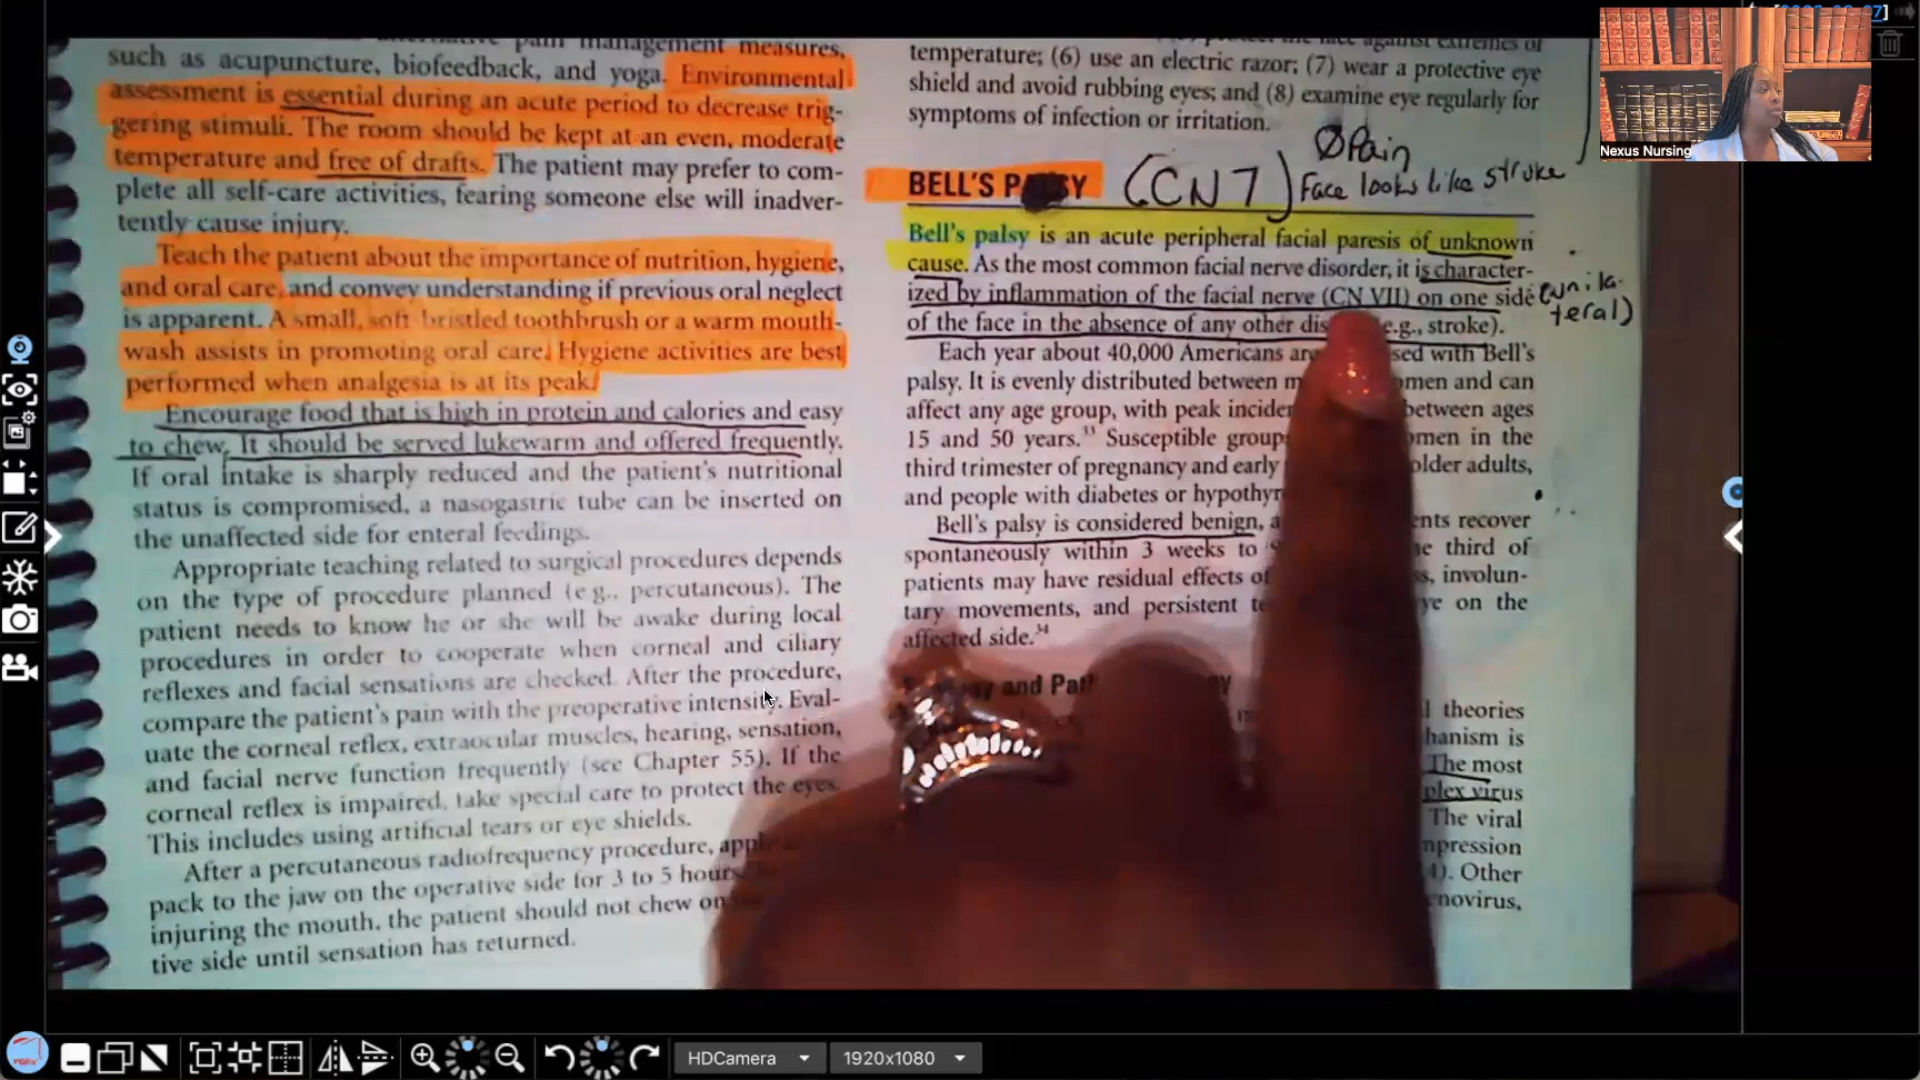 pain management measures,
such as acupuncture, biofeedback, and yoga. Environmental
assessment is essential during an acute period to decrease trig-
gering stimuli. The room should be kept at an even, moderate
temperature and free of drafts. The patient may prefer to com-
plete all self-care activities, fearing someone else will inadver-
tently cause injury.
Teach the patient about the importance of nutrition, hygiene,
and oral care, and convey understanding if previous oral neglect
is apparent. A small, soft bristled toothbrush or a warm mouth-
wash assists in promoting oral care. Hygiene activities are best
performed when analgesia is at its peak.
Encourage food that is high in protein and calories and easy
to chew. It should be served lukewarm and offered frequently.
If oral intake is sharply reduced and the patient's nutritional
status is compromised, a nasogastric tube can be inserted on
the unaffected side for enteral feedings.
Appropriate teaching related to surgical procedures depends
on the type of procedure planned (e.g., percutaneous). The
patient needs to know he or she will be awake during local
procedures in order to cooperate when corneal and ciliary
reflexes and facial sensations are checked. After the procedure,
compare the patient's pain with the preoperative intensity. Eval-
uate the corneal reflex, extraocular muscles, hearing, sensation,
and facial nerve function frequently (see Chapter 55). If the
corneal reflex is impaired, take special care to protect the eyes.
This includes using artificial tears or eye shields.
After a percutaneous radiofrequency procedure,
pack to the jaw on the operative side for 3 to 5 hours
injuring the mouth, the patient should not chew on
tive side until sensation has returned.
the face against extremes of
temperature; (6) use an electric razor; (7) wear a protective eye
shield and avoid rubbing eyes; and (8) examine eye regularly for
symptoms of infection or irritation.
Ø Pain
BELL'S PALSY (CN 7) Face looks like stroke
Bell's palsy is an acute peripheral facial paresis of unknown
cause. As the most common facial nerve disorder, it is character-
ized by inflammation of the facial nerve (CN VII) on one side
(unila-
teral)
of the face in the absence of any other e.g., stroke).
Each year about 40,000 Americans are with Bell's
palsy. It is evenly distributed between and can
affect any age group, with peak between ages
15 and 50 years.33 Susceptible in the
third trimester of pregnancy and early older adults,
and people with diabetes or
Bell's palsy is considered benign, recover
spontaneously within 3 weeks to third of
patients may have residual effects of involun-
tary movements, and persistent on the
affected side.34
and
theories
is
The most
virus
The viral
Other
Nexus Nursing
HDCamera
1920x1080